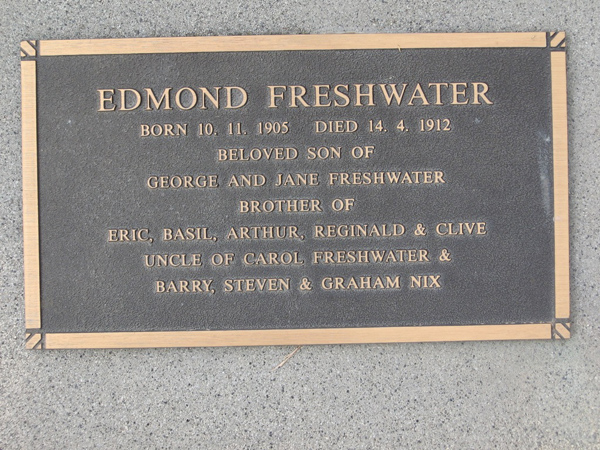 EDMOND FRESHWATER
BORN 10. 11. 1905 DIED 14. 4. 1912
BELOVED SON OF
GEORGE AND JANE FRESHWATER
BROTHER OF
ERIC, BASIL, ARTHUR, REGINALD & CLIVE
UNCLE OF CAROL FRESHWATER &
BARRY, STEVEN & GRAHAM NIX